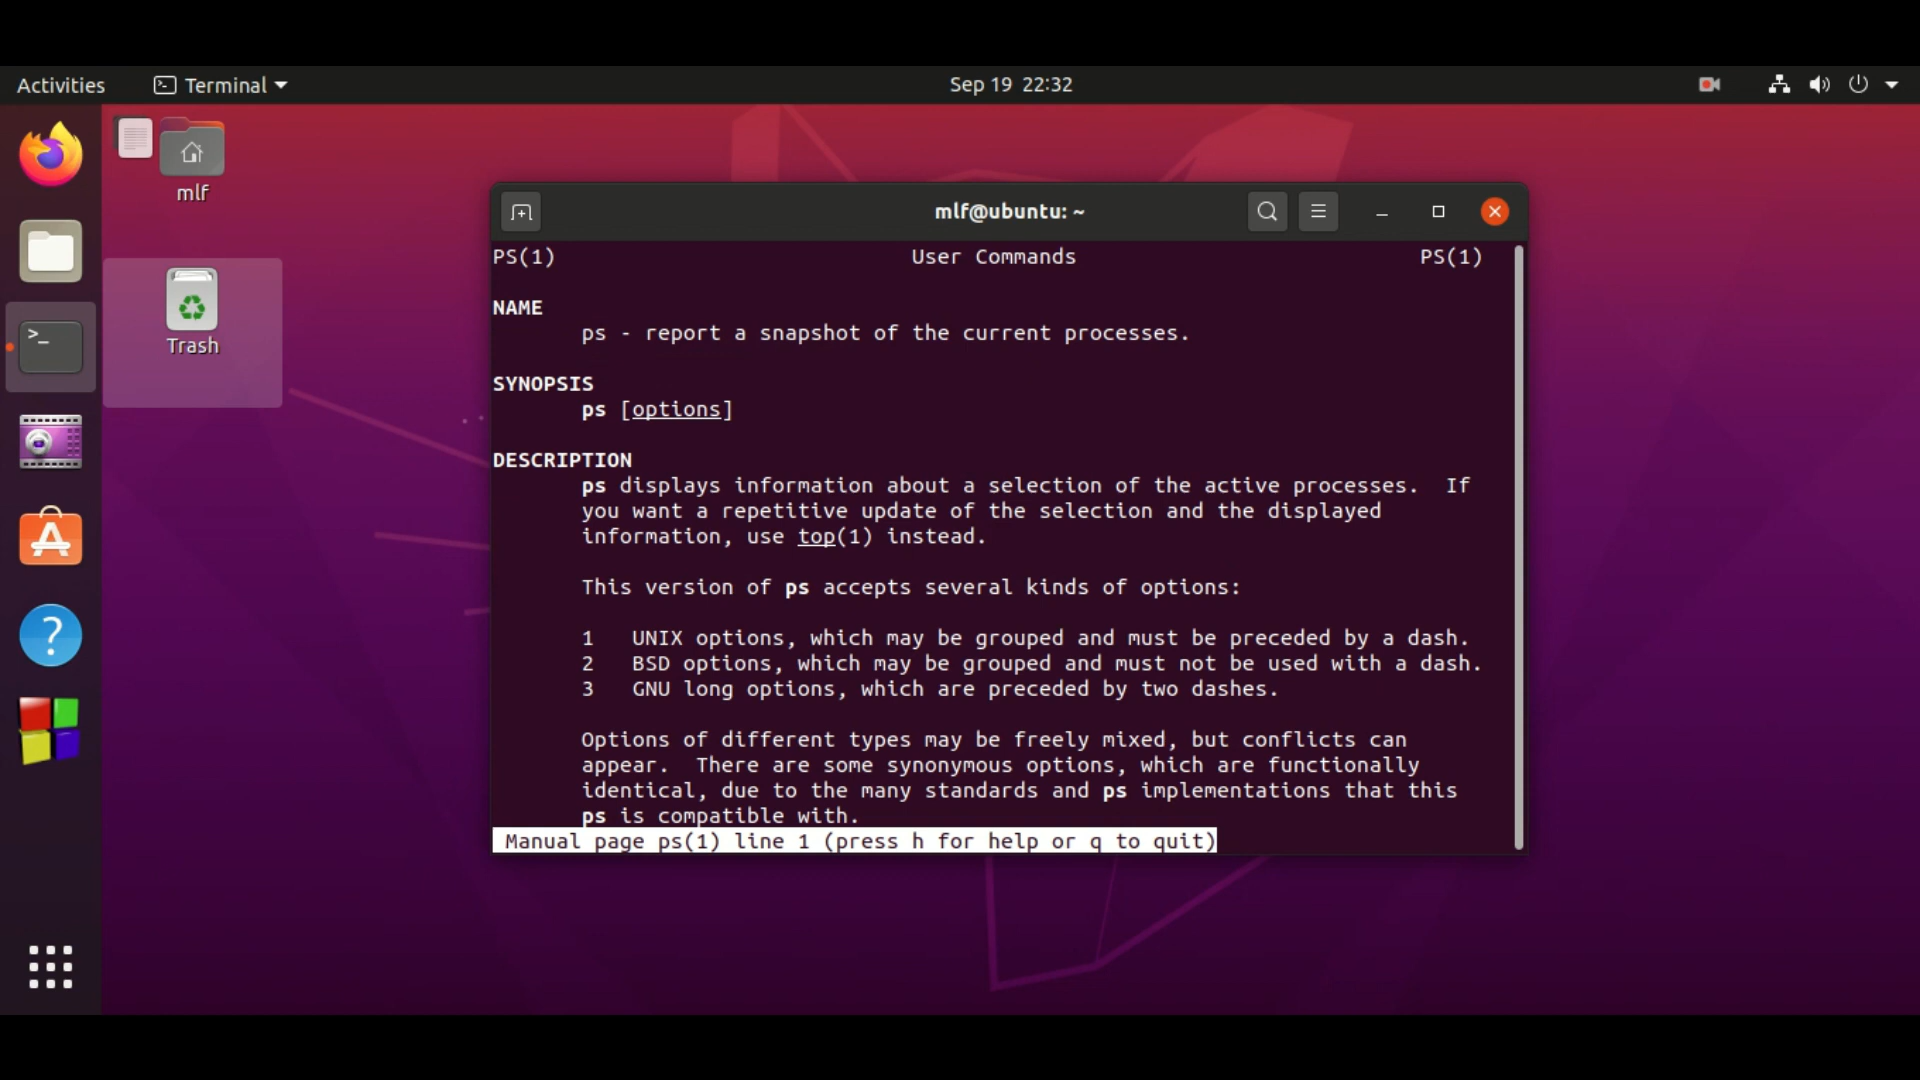 Activities
Terminal
Sep 19 22:32
mlf
Trash
mlf@ubuntu: ~
PS(1) User Commands PS(1)
NAME
ps - report a snapshot of the current processes.
SYNOPSIS
ps [options]
DESCRIPTION
ps displays information about a selection of the active processes. If
you want a repetitive update of the selection and the displayed
information, use top(1) instead.
This version of ps accepts several kinds of options:
1 UNIX options, which may be grouped and must be preceded by a dash.
2 BSD options, which may be grouped and must not be used with a dash.
3 GNU long options, which are preceded by two dashes.
Options of different types may be freely mixed, but conflicts can
appear. There are some synonymous options, which are functionally
identical, due to the many standards and ps implementations that this
ps is compatible with.
Manual page ps(1) line 1 (press h for help or q to quit)